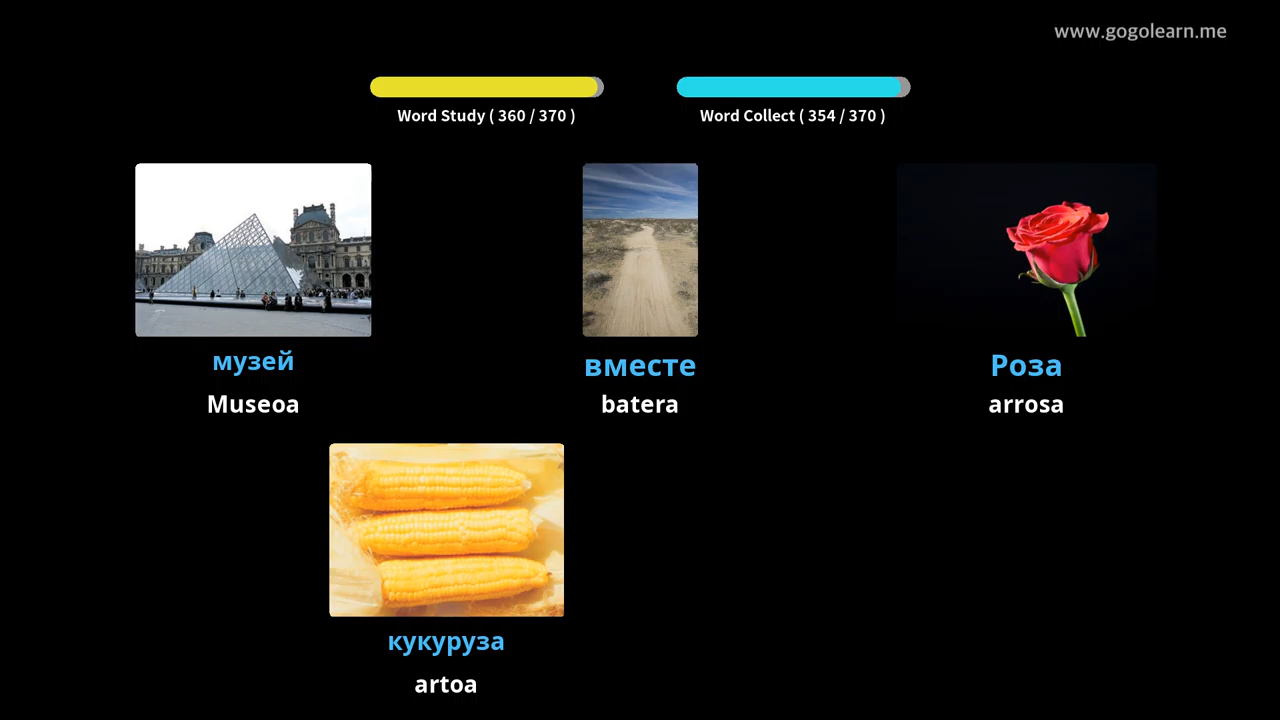 www.gogolearn.me
Word Study ( 360 / 370 )
Word Collect ( 354 / 370 )
музей
Museoa
вместе
batera
Роза
arrosa
кукуруза
artoa